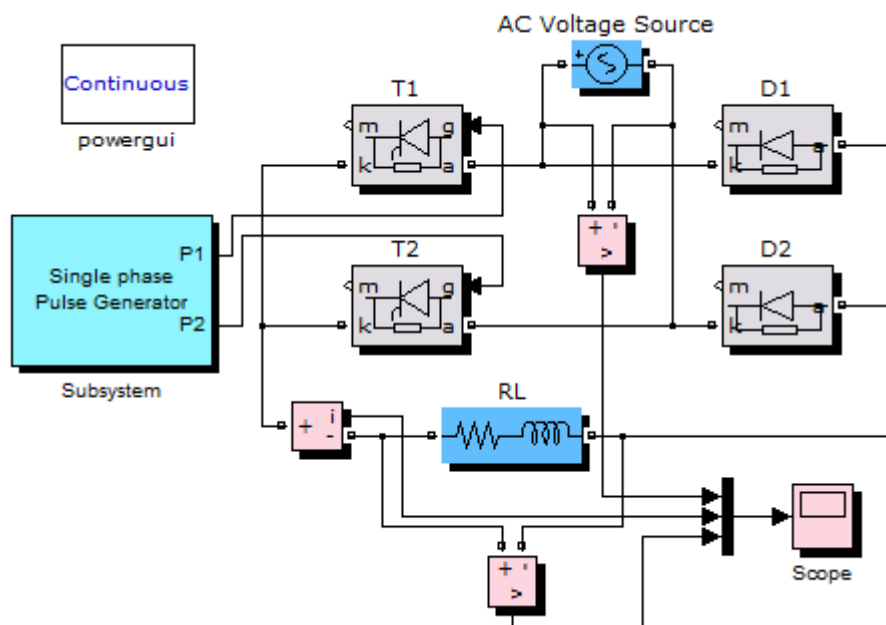 AC Voltage Source
Continuous
powergui
T1
D1
m
g
k
a
m
a
k
+
+
-
v
P1
Single phase
Pulse Generator
P2
Subsystem
T2
D2
m
g
k
a
m
a
k
RL
+
i
-
+
-
v
Scope